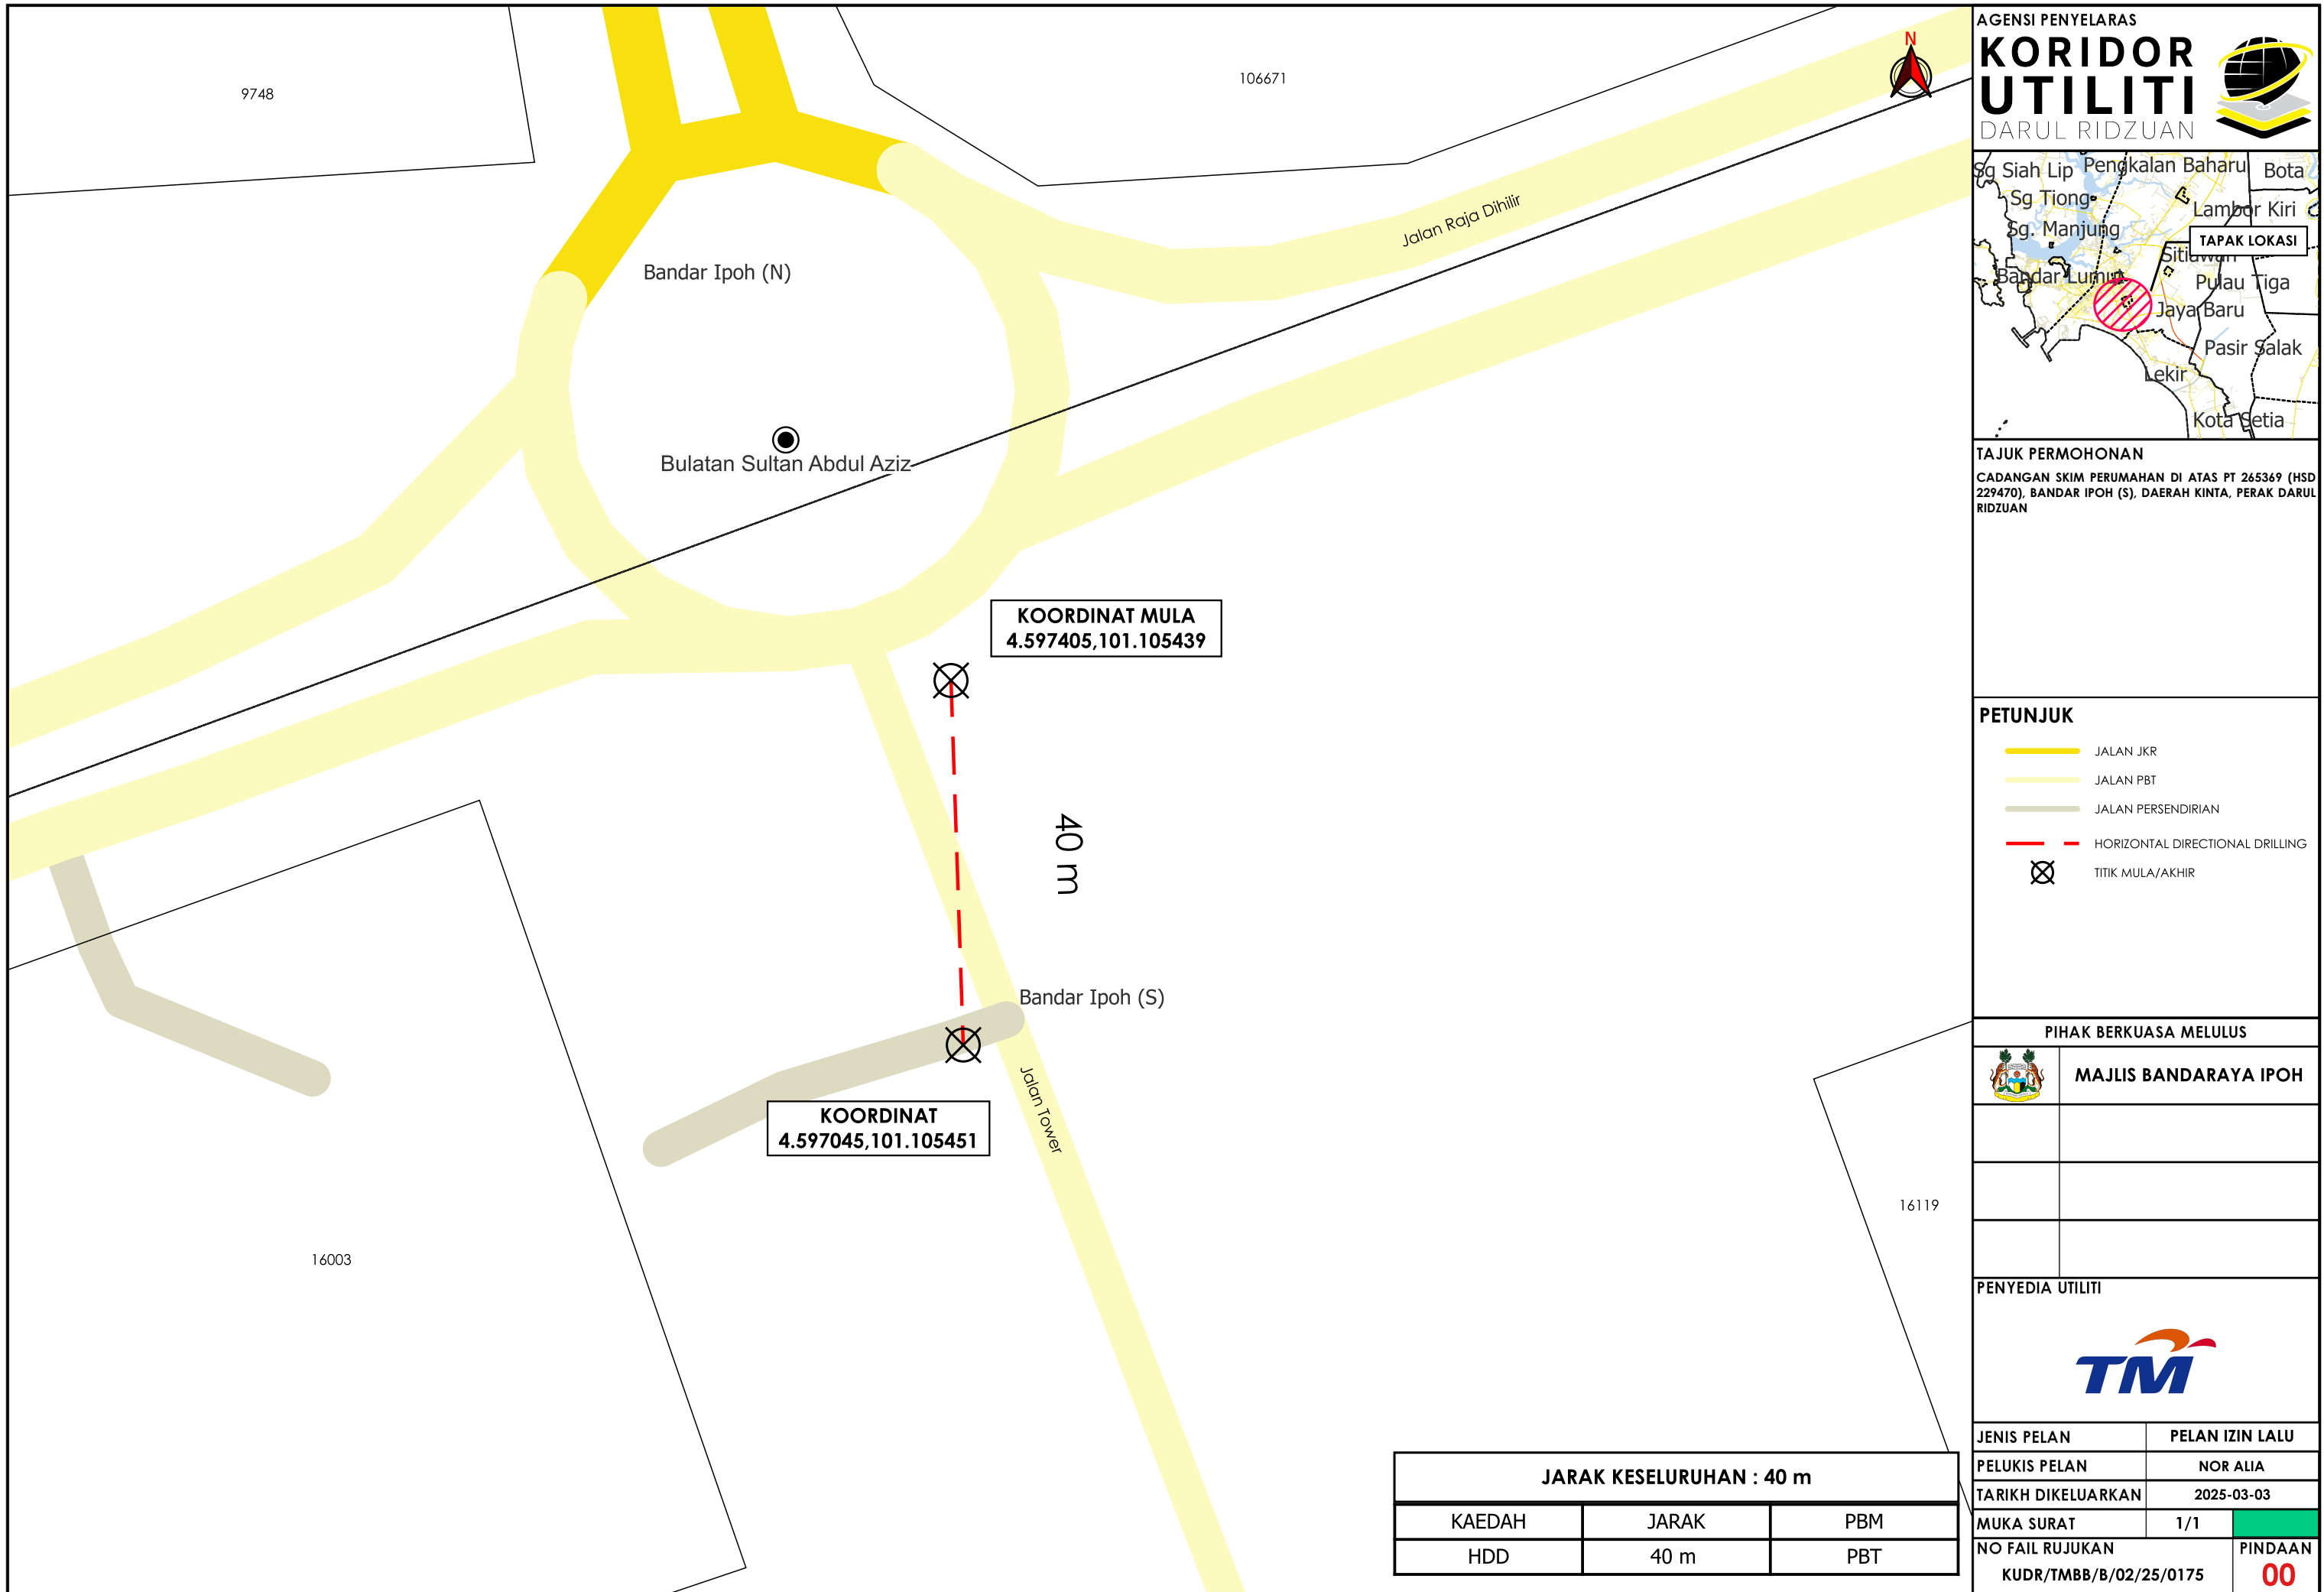 9748
106671
N
Jalan Raja Dihilir
Bandar Ipoh (N)
Bulatan Sultan Abdul Aziz
KOORDINAT MULA
4.597405,101.105439
40 m
Bandar Ipoh (S)
Jalan Tower
KOORDINAT
4.597045,101.105451
16003
16119
JARAK KESELURUHAN : 40 m
KAEDAH JARAK PBM
HDD 40 m PBT
AGENSI PENYELARAS
KORIDOR
UTILITI
DARUL RIDZUAN
Sg Siah Lip Pengkalan Baharu Bota
Sg Tiong
Lambor Kiri
Sg. Manjung
TAPAK LOKASI
Sitiawan
Bandar Lumut
Pulau Tiga
Jaya Baru
Pasir Salak
Lekir
Kota Setia
TAJUK PERMOHONAN
CADANGAN SKIM PERUMAHAN DI ATAS PT 265369 (HSD
229470), BANDAR IPOH (S), DAERAH KINTA, PERAK DARUL
RIDZUAN
PETUNJUK
JALAN JKR
JALAN PBT
JALAN PERSENDIRIAN
HORIZONTAL DIRECTIONAL DRILLING
TITIK MULA/AKHIR
PIHAK BERKUASA MELULUS
MAJLIS BANDARAYA IPOH
PENYEDIA UTILITI
TM
JENIS PELAN PELAN IZIN LALU
PELUKIS PELAN NOR ALIA
TARIKH DIKELUARKAN 2025-03-03
MUKA SURAT 1/1
NO FAIL RUJUKAN PINDAAN
KUDR/TMBB/B/02/25/0175 00